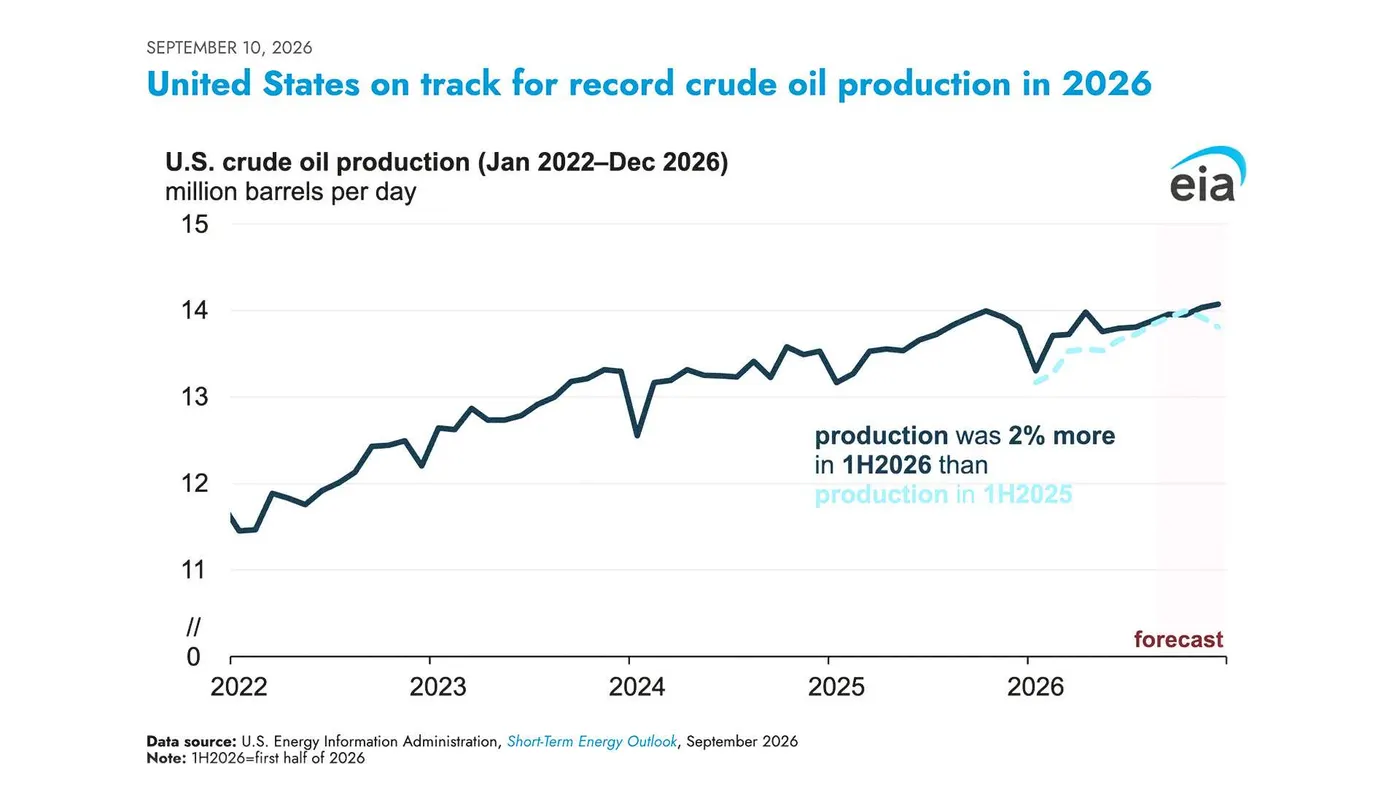 SEPTEMBER 10, 2026
United States on track for record crude oil production in 2026
U.S. crude oil production (Jan 2022–Dec 2026)
million barrels per day
eia
15
14
13
12
11
//
0
production was 2% more
in 1H2026 than
production in 1H2025
forecast
2022
2023
2024
2025
2026
Data source: U.S. Energy Information Administration, Short-Term Energy Outlook, September 2026
Note: 1H2026=first half of 2026